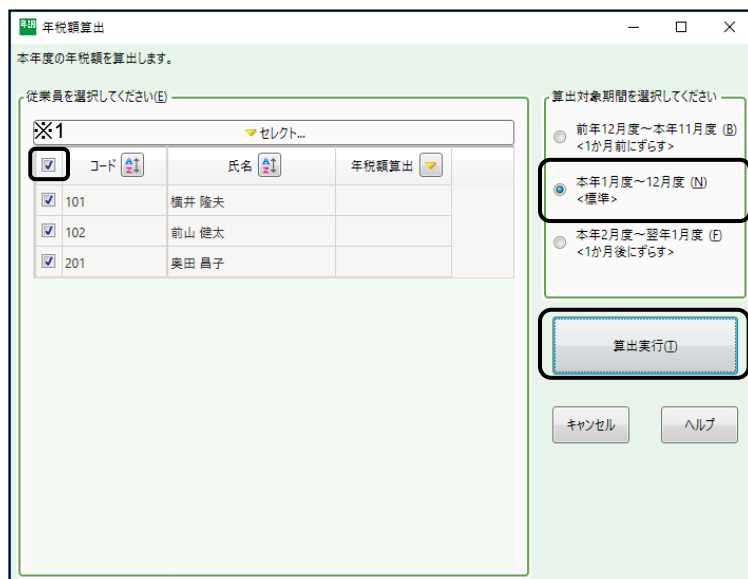 年調 年税額算出
本年度の年税額を算出します。
従業員を選択してください(E)
※1 セレクト...
コード 氏名 年税額算出
101 横井 隆夫
102 前山 健太
201 奥田 昌子
算出対象期間を選択してください
前年12月度～本年11月度 (B)
<1か月前にずらす>
本年1月度～12月度 (N)
<標準>
本年2月度～翌年1月度 (F)
<1か月後にずらす>
算出実行(T)
キャンセル ヘルプ